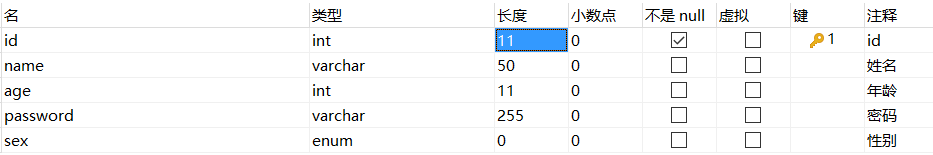 名 类型 长度 小数点 不是 null 虚拟 键 注释
id int 11 0 1 id
name varchar 50 0 姓名
age int 11 0 年龄
password varchar 255 0 密码
sex enum 0 0 性别